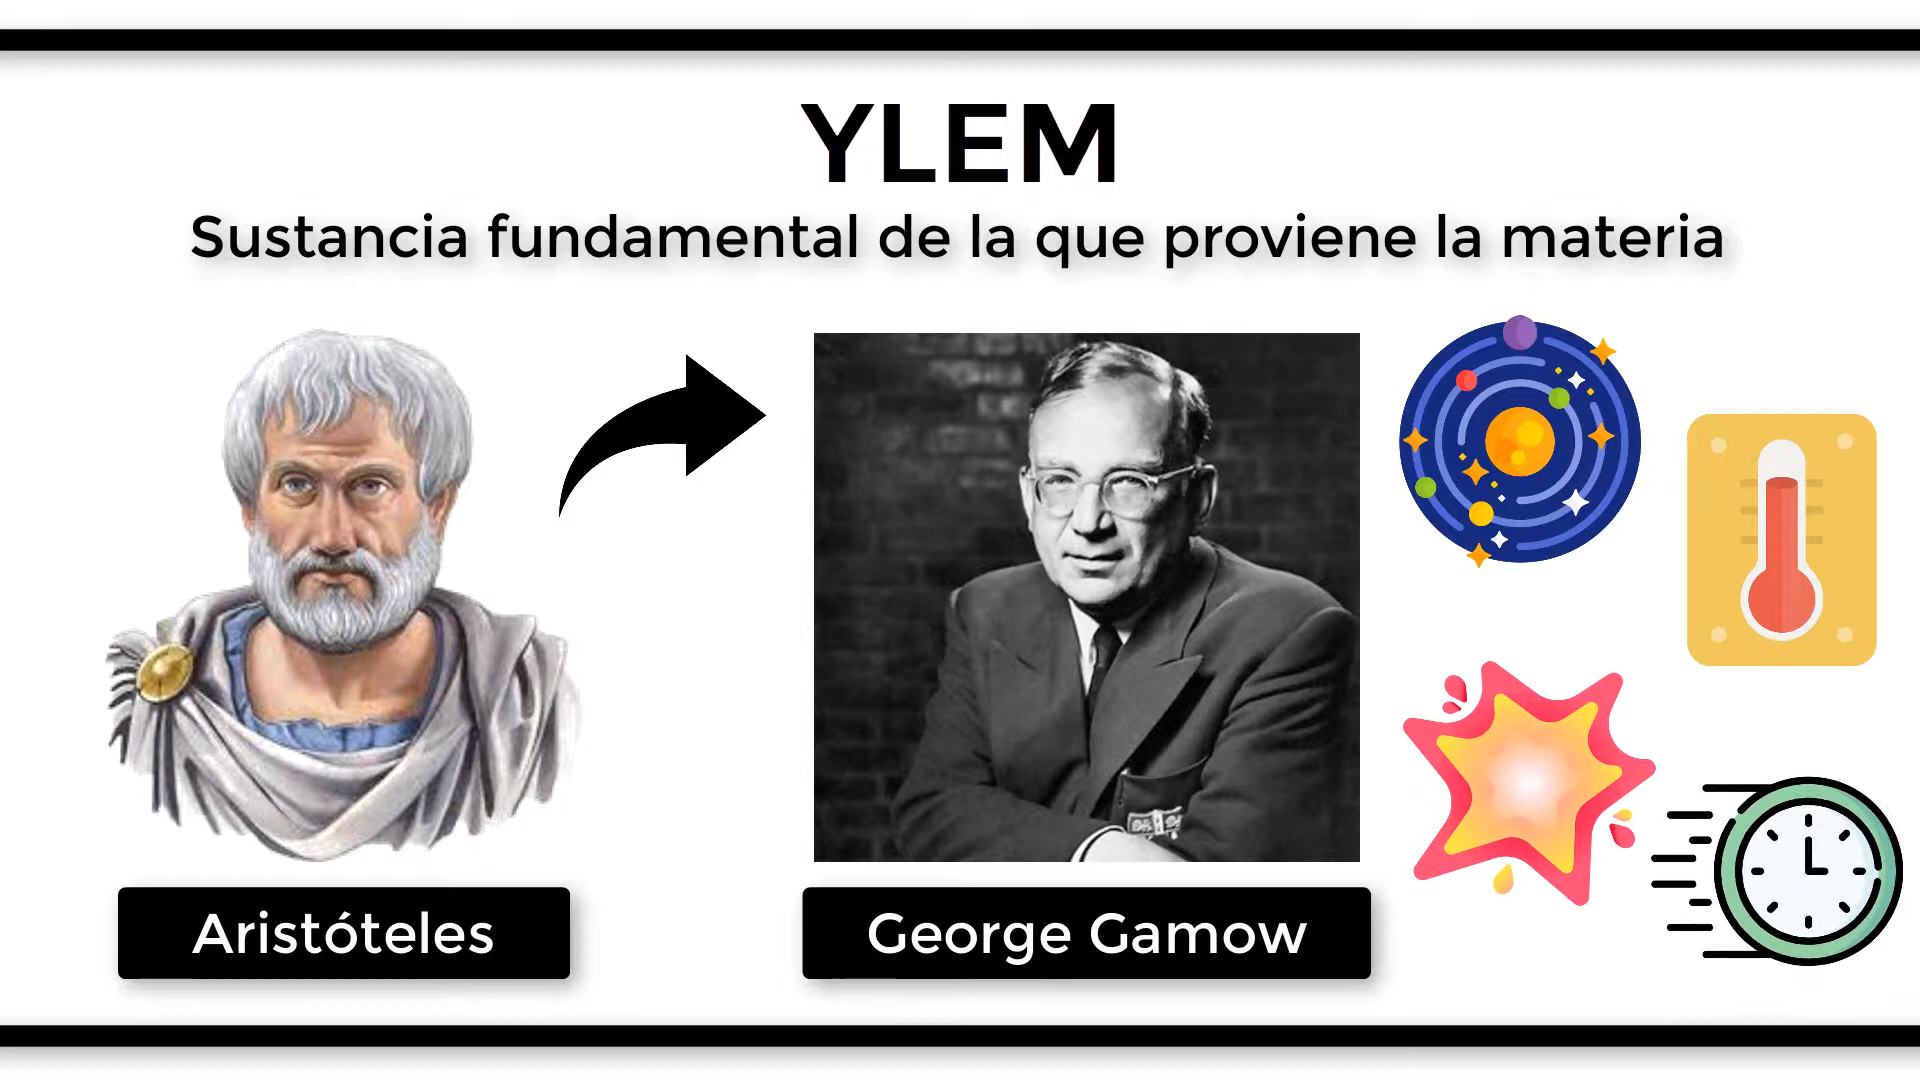 YLEM
Sustancia fundamental de la que proviene la materia
Aristóteles
George Gamow